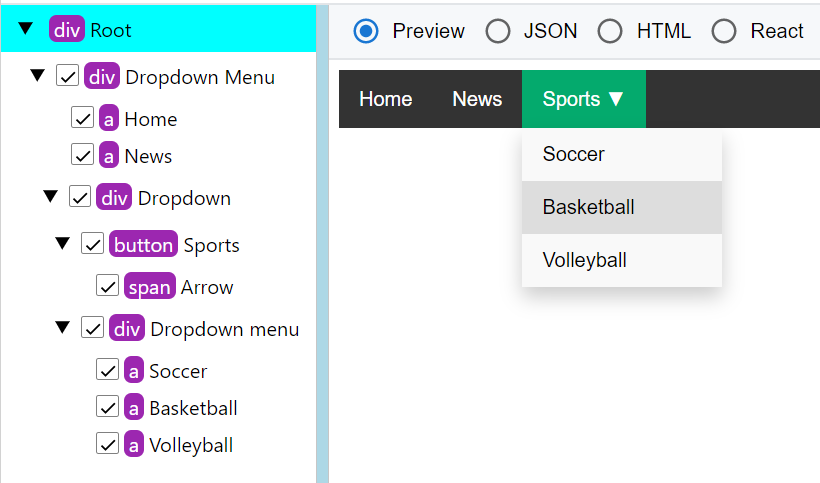 div Root
div Dropdown Menu
a Home
a News
div Dropdown
button Sports
span Arrow
div Dropdown menu
a Soccer
a Basketball
a Volleyball
Preview JSON HTML React
Home News Sports ▼
Soccer
Basketball
Volleyball